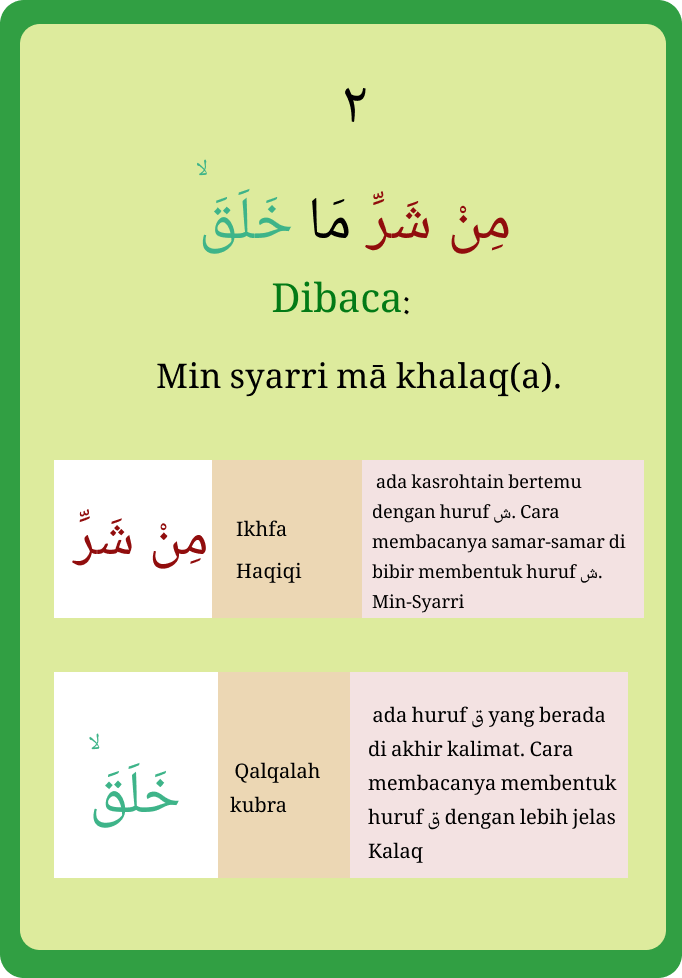 ٢
مِنْ شَرِّ مَا خَلَقَ ۙ
Dibaca:
Min syarri mā khalaq(a).
مِنْ شَرِّ
Ikhfa
Haqiqi
ada kasrohtain bertemu
dengan huruf ش. Cara
membacanya samar-samar di
bibir membentuk huruf ش.
Min-Syarri
خَلَقَ ۙ
Qalqalah
kubra
ada huruf ق yang berada
di akhir kalimat. Cara
membacanya membentuk
huruf ق dengan lebih jelas
Kalaq